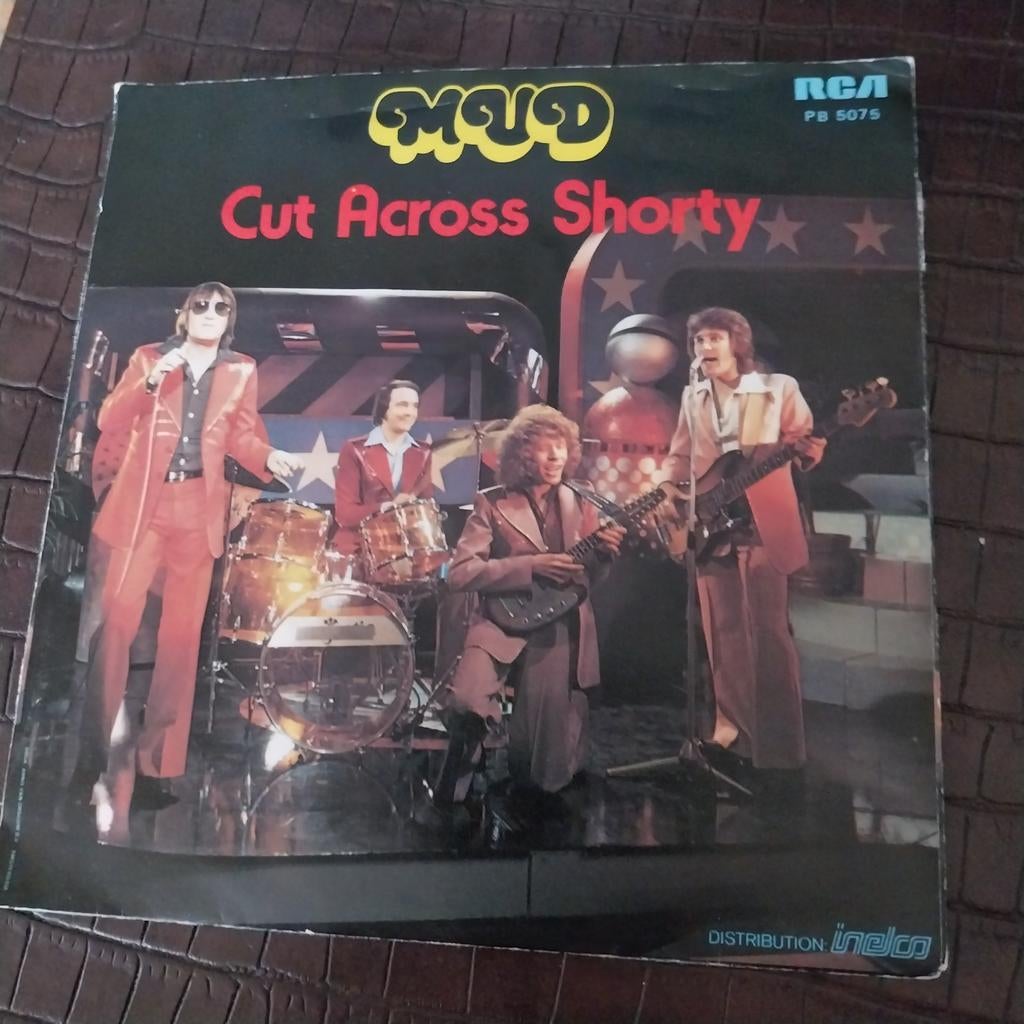 MUD
RCA
PB 5075
Cut Across Shorty
DISTRIBUTION: inelco